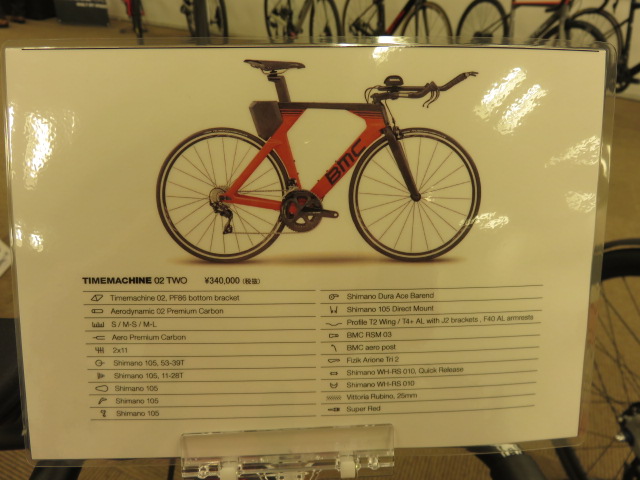 BMC
TIMEMACHINE 02 TWO ¥340,000 (税抜)
Timemachine 02, PF86 bottom bracket
Aerodynamic 02 Premium Carbon
S / M-S / M-L
Aero Premium Carbon
2x11
Shimano 105, 53-39T
Shimano 105, 11-28T
Shimano 105
Shimano 105
Shimano 105
Shimano Dura Ace Barend
Shimano 105 Direct Mount
Profile T2 Wing / T4+ AL with J2 brackets , F40 AL armrests
BMC RSM 03
BMC aero post
Fizik Arione Tri 2
Shimano WH-RS 010, Quick Release
Shimano WH-RS 010
Vittoria Rubino, 25mm
Super Red